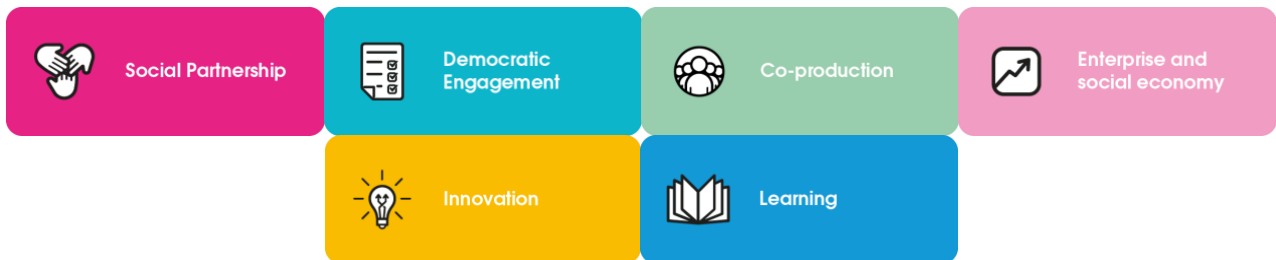 Social Partnership
Democratic
Engagement
Co-production
Enterprise and
social economy
Innovation
Learning